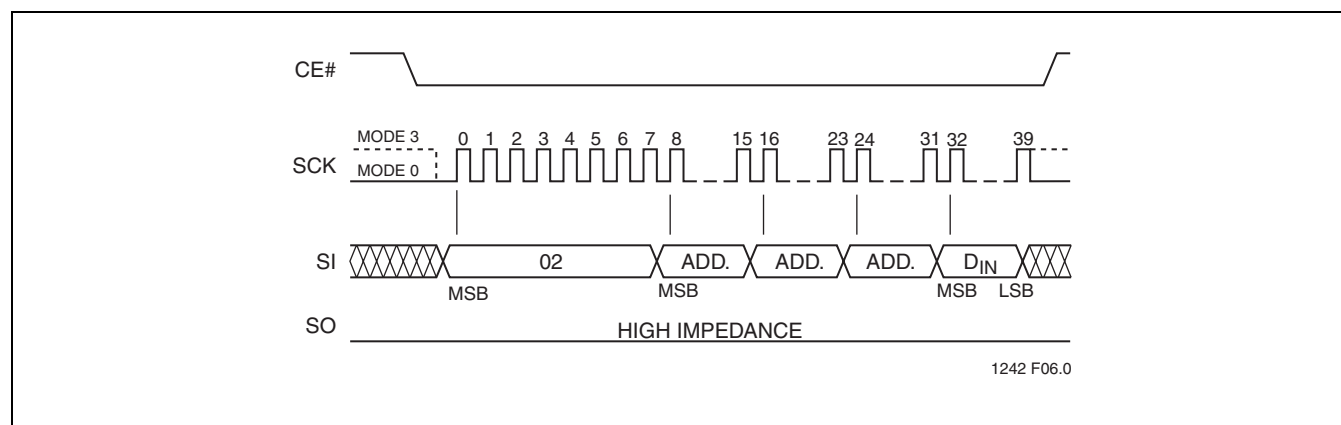 CE#
MODE 3
0 1 2 3 4 5 6 7 8 15 16 23 24 31 32 39
SCK
MODE 0
SI
02 ADD. ADD. ADD. DIN
MSB MSB MSB LSB
SO
HIGH IMPEDANCE
1242 F06.0